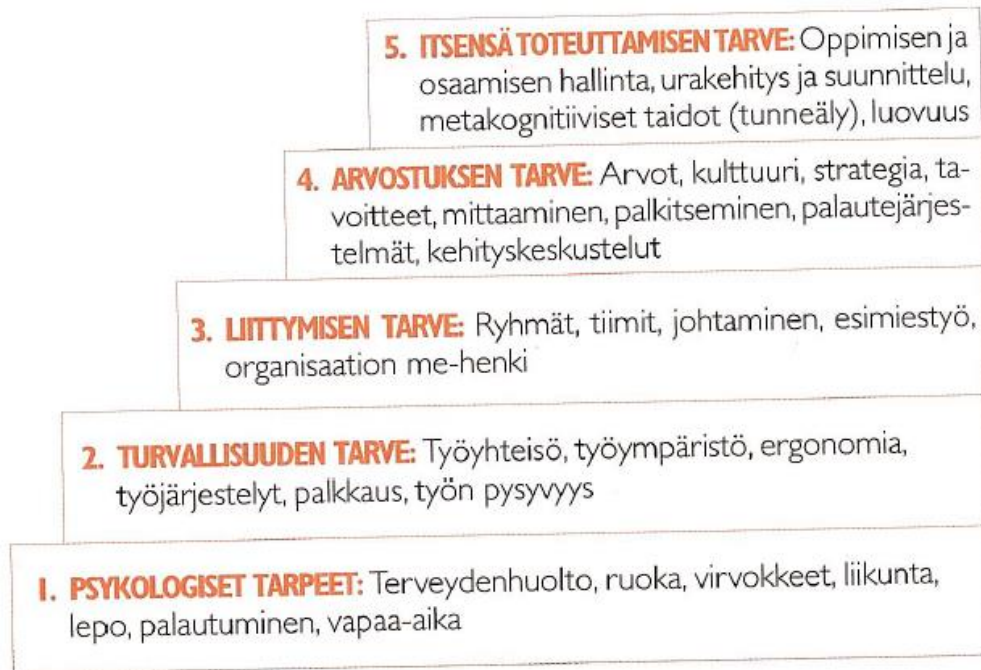 5. ITSENSÄ TOTEUTTAMISEN TARVE: Oppimisen ja
osaamisen hallinta, urakehitys ja suunnittelu,
metakognitiiviset taidot (tunneäly), luovuus
4. ARVOSTUKSEN TARVE: Arvot, kulttuuri, strategia, ta-
voitteet, mittaaminen, palkitseminen, palautejärjes-
telmät, kehityskeskustelut
3. LIITTYMISEN TARVE: Ryhmät, tiimit, johtaminen, esimiestyö,
organisaation me-henki
2. TURVALLISUUDEN TARVE: Työyhteisö, työympäristö, ergonomia,
työjärjestelyt, palkkaus, työn pysyvyys
1. PSYKOLOGISET TARPEET: Terveydenhuolto, ruoka, virvokkeet, liikunta,
lepo, palautuminen, vapaa-aika